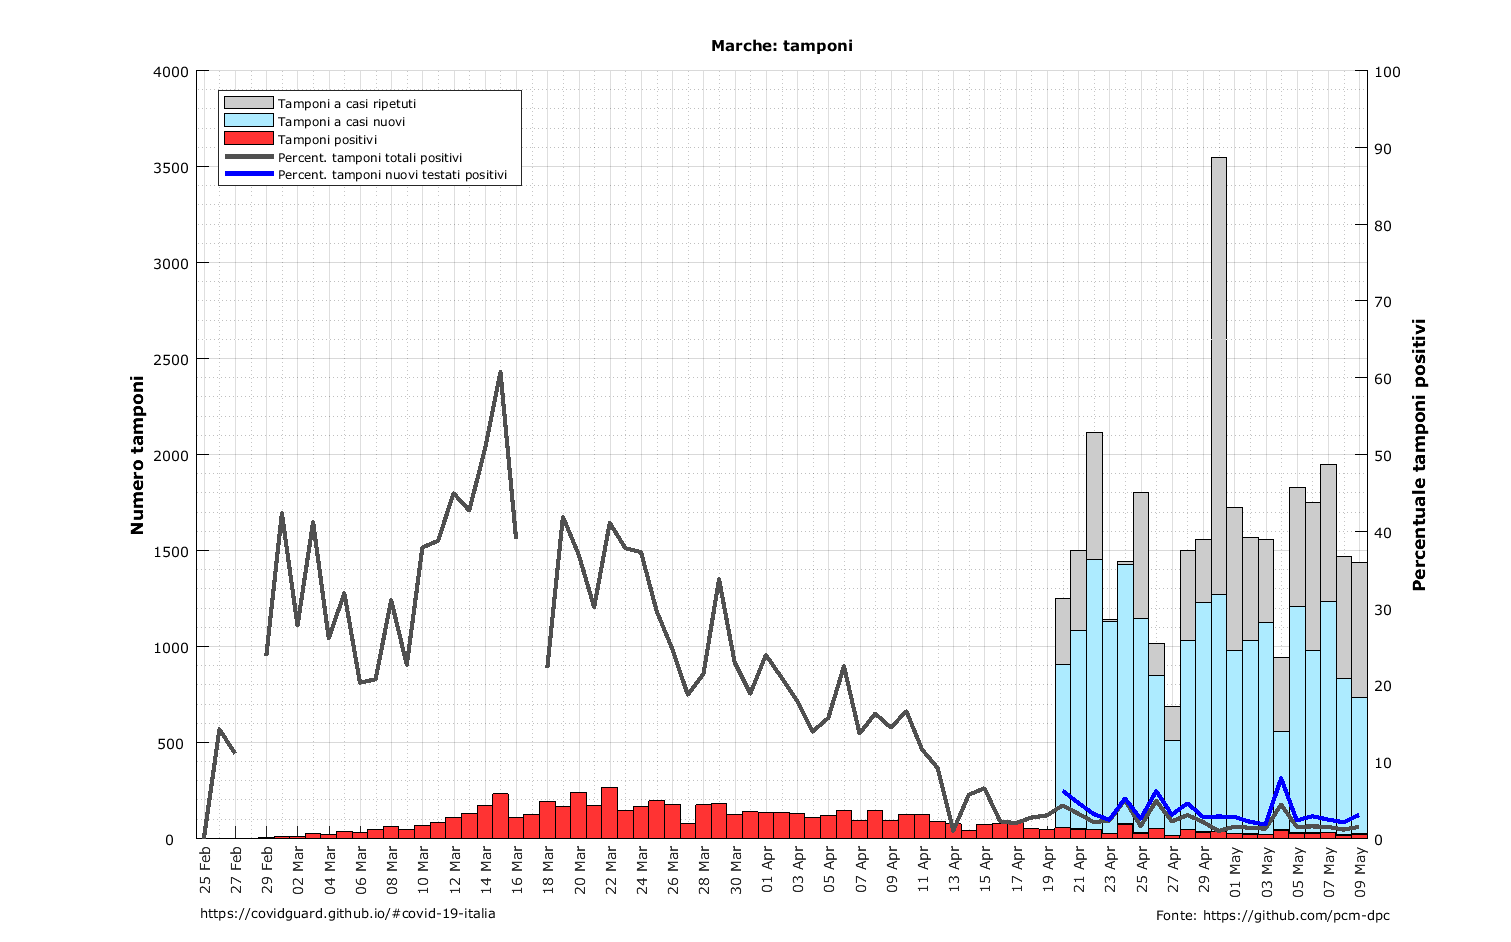 Marche: tamponi
Tamponi a casi ripetuti
Tamponi a casi nuovi
Tamponi positivi
Percent. tamponi totali positivi
Percent. tamponi nuovi testati positivi
Numero tamponi
4000
3500
3000
2500
2000
1500
1000
500
0
Percentuale tamponi positivi
100
90
80
70
60
50
40
30
20
10
0
25 Feb
27 Feb
29 Feb
02 Mar
04 Mar
06 Mar
08 Mar
10 Mar
12 Mar
14 Mar
16 Mar
18 Mar
20 Mar
22 Mar
24 Mar
26 Mar
28 Mar
30 Mar
01 Apr
03 Apr
05 Apr
07 Apr
09 Apr
11 Apr
13 Apr
15 Apr
17 Apr
19 Apr
21 Apr
23 Apr
25 Apr
27 Apr
29 Apr
01 May
03 May
05 May
07 May
09 May
https://covidguard.github.io/#covid-19-italia
Fonte: https://github.com/pcm-dpc